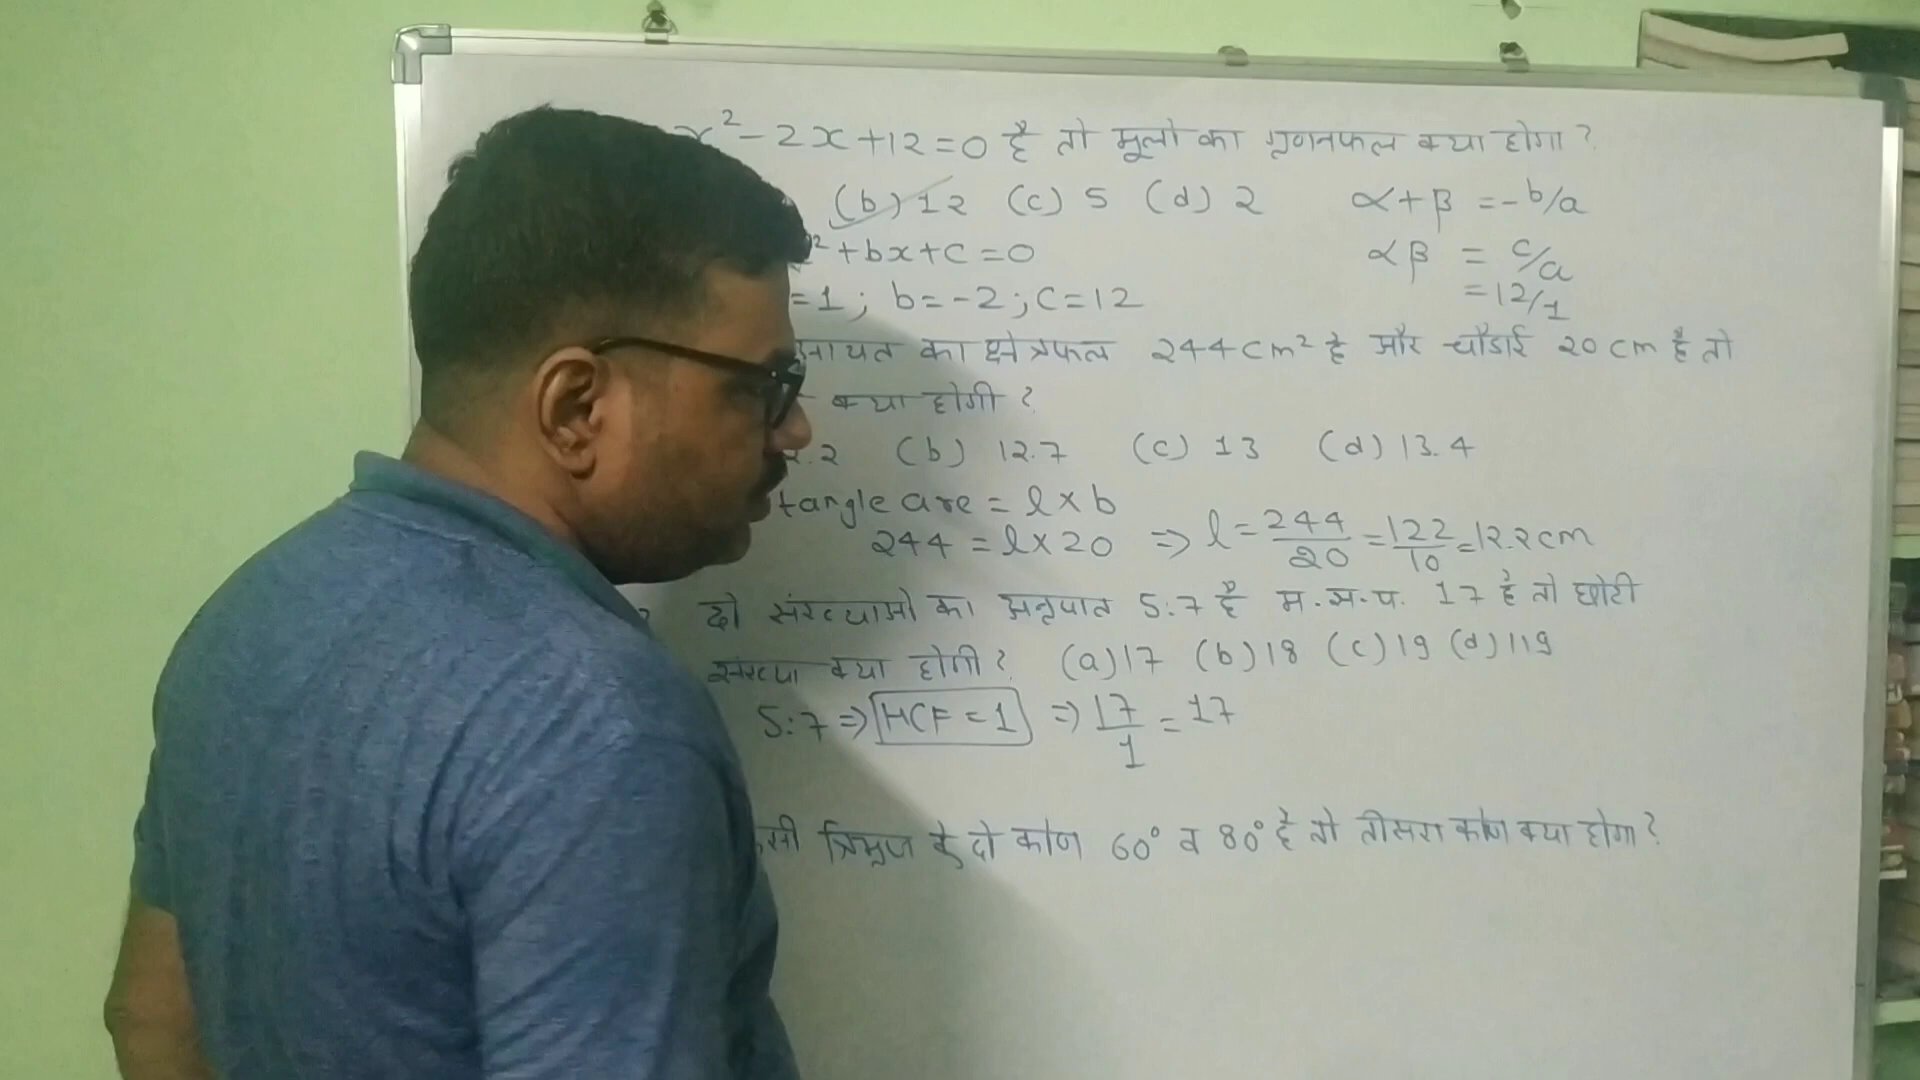 x² - 2x + 12 = 0 है तो मूलो का गुणनफल क्या होगा ?
(b) 12 (c) 5 (d) 2 α + β = -b/a
² + bx + c = 0 αβ = c/a
= 1 ; b = -2 ; c = 12 = 12/1
का क्षेत्रफल 244 cm² है और चौडाई 20 cm है तो
क्या होगी ?
.2 (b) 12.7 (c) 13 (d) 13.4
tangle are = l × b
244 = l × 20 ⇒ l = 244/20 = 122/10 = 12.2 cm
दो संख्याओ का अनुपात 5:7 है म.स.प. 17 है तो छोटी
संख्या क्या होगी ? (a) 17 (b) 18 (c) 19 (d) 119
5:7 ⇒ HCF = 1 ⇒ 17/1 = 17
सी त्रिभुज के दो कोण 60° व 80° है तो तीसरा कोण क्या होगा ?